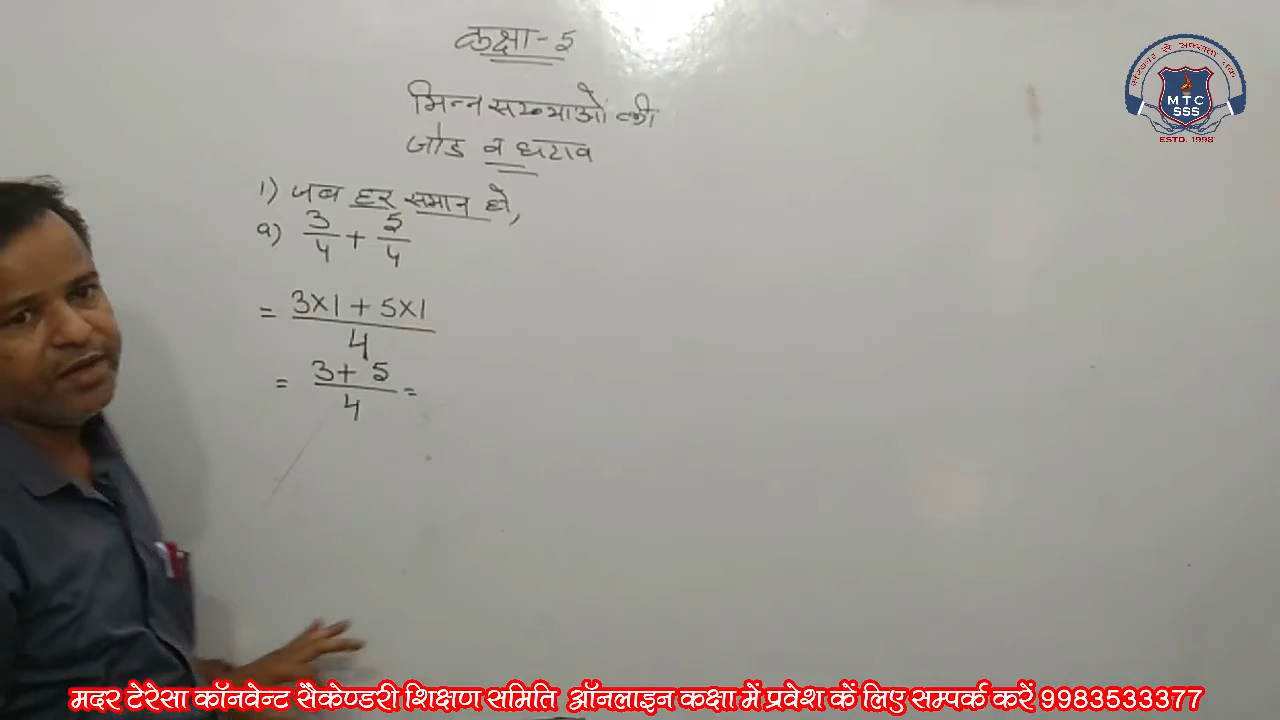 कक्षा-5
भिन्न सख्याओं की
जोड व घटाव
1) जब हर समान हो,
a) 3/4 + 5/4
= 3×1 + 5×1 / 4
= 3+ 5 / 4 =
MTC
SSS
ESTD. 1998
मदर टेरेसा कॉनवेन्ट सैकेण्डरी शिक्षण समिति ऑनलाइन कक्षा में प्रवेश कें लिए सम्पर्क करें 9983533377